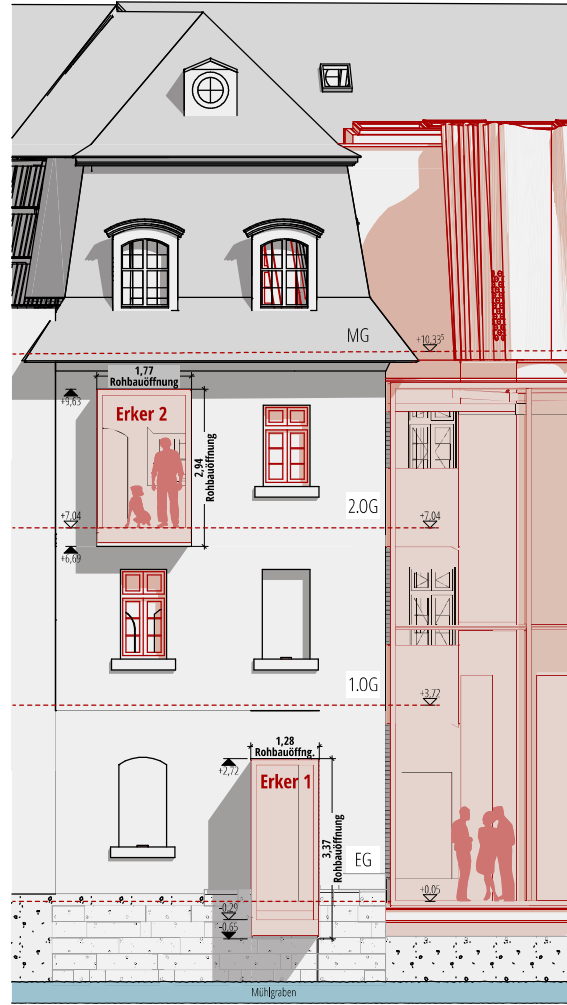 MG
+10.33⁵
1,77
Rohbauöffnung
+9,63
Erker 2
2,94
Rohbauöffnung
2.OG
+7.04
+7.04
+6,69
1.OG
+3.72
1,28
Rohbauöffng.
+2,72
Erker 1
3,37
Rohbauöffnung
EG
+0.05
-0.29
-0.65
Mühlgraben